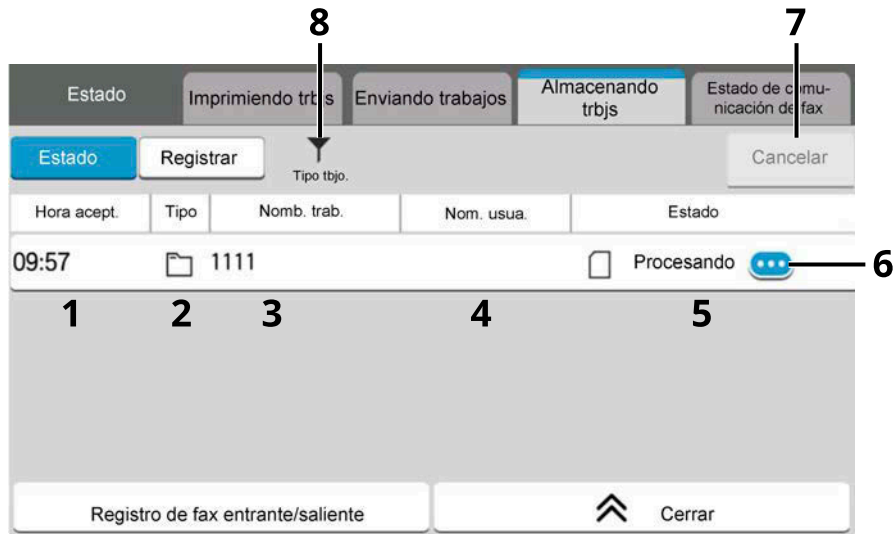 8 7
Estado Imprimiendo trbjs Enviando trabajos Almacenando
trbjs Estado de comu-
nicación de fax
Estado Registrar Tipo tbjo. Cancelar
Hora acept. Tipo Nomb. trab. Nom. usua. Estado
09:57 1111 Procesando 6
1 2 3 4 5
Registro de fax entrante/saliente Cerrar